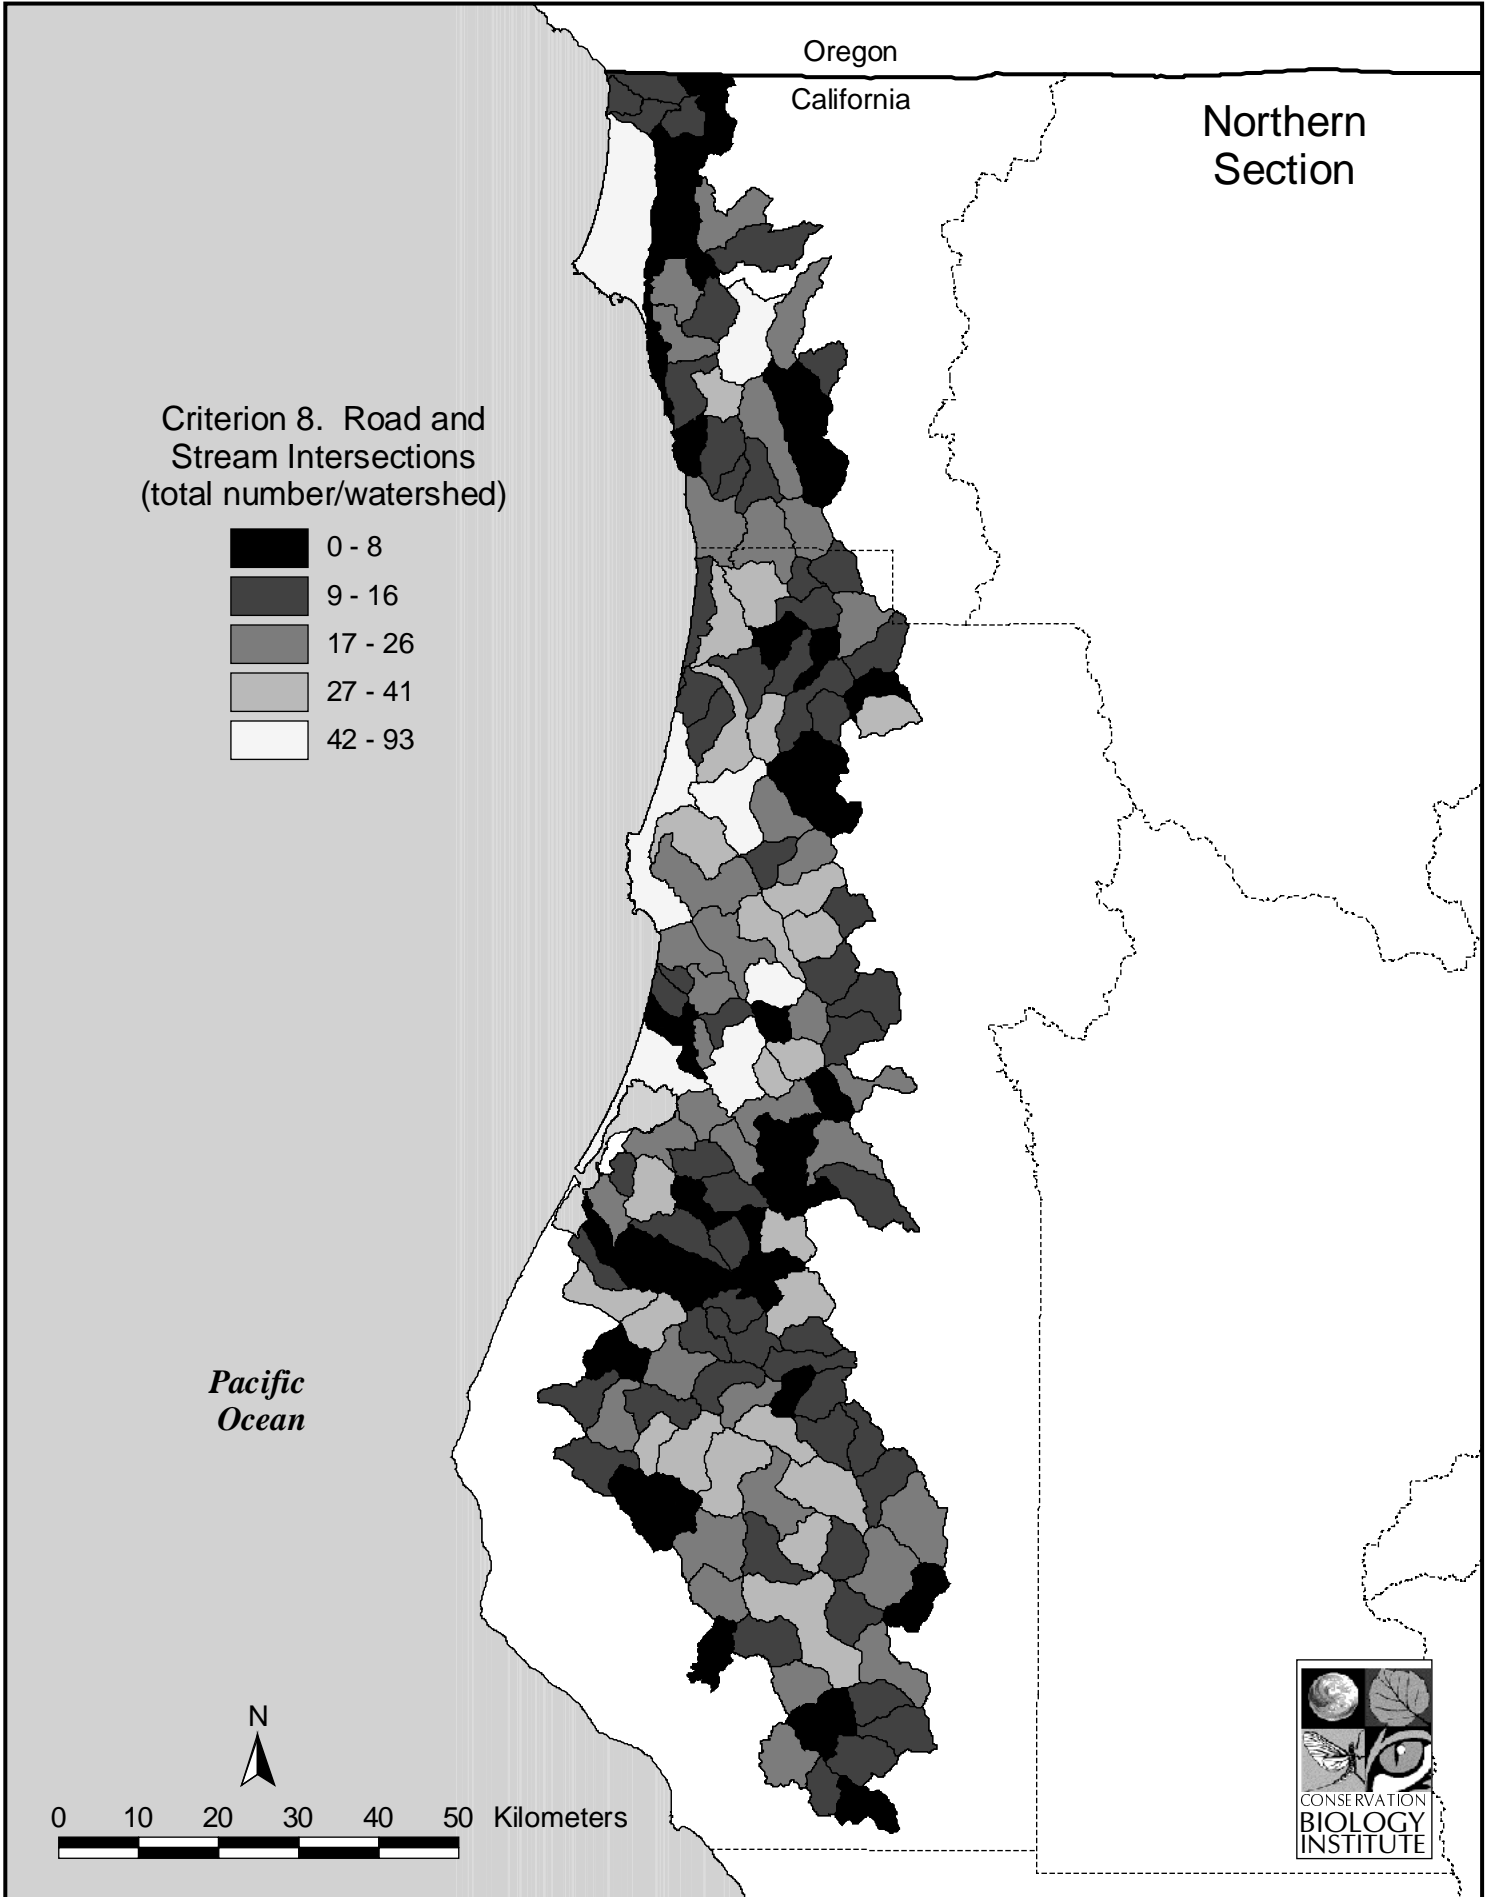 Oregon
California
Northern
Section
Criterion 8. Road and
Stream Intersections
(total number/watershed)
0 - 8
9 - 16
17 - 26
27 - 41
42 - 93
Pacific
Ocean
N
0 10 20 30 40 50 Kilometers
CONSERVATION
BIOLOGY
INSTITUTE